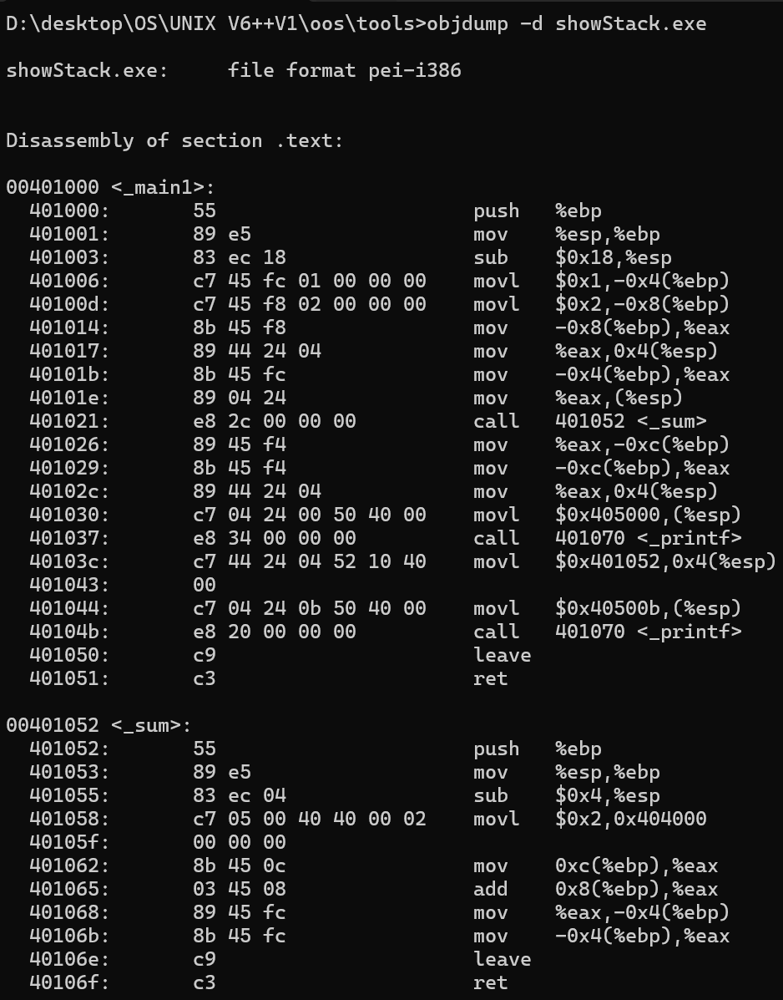 D:\desktop\OS\UNIX V6++V1\oos\tools>objdump -d showStack.exe
showStack.exe:     file format pei-i386
Disassembly of section .text:
00401000 <_main1>:
  401000:       55                      push   %ebp
  401001:       89 e5                   mov    %esp,%ebp
  401003:       83 ec 18                sub    $0x18,%esp
  401006:       c7 45 fc 01 00 00 00    movl   $0x1,-0x4(%ebp)
  40100d:       c7 45 f8 02 00 00 00    movl   $0x2,-0x8(%ebp)
  401014:       8b 45 f8                mov    -0x8(%ebp),%eax
  401017:       89 44 24 04             mov    %eax,0x4(%esp)
  40101b:       8b 45 fc                mov    -0x4(%ebp),%eax
  40101e:       89 04 24                mov    %eax,(%esp)
  401021:       e8 2c 00 00 00          call   401052 <_sum>
  401026:       89 45 f4                mov    %eax,-0xc(%ebp)
  401029:       8b 45 f4                mov    -0xc(%ebp),%eax
  40102c:       89 44 24 04             mov    %eax,0x4(%esp)
  401030:       c7 04 24 00 50 40 00    movl   $0x405000,(%esp)
  401037:       e8 34 00 00 00          call   401070 <_printf>
  40103c:       c7 44 24 04 52 10 40    movl   $0x401052,0x4(%esp)
  401043:       00
  401044:       c7 04 24 0b 50 40 00    movl   $0x40500b,(%esp)
  40104b:       e8 20 00 00 00          call   401070 <_printf>
  401050:       c9                      leave
  401051:       c3                      ret
00401052 <_sum>:
  401052:       55                      push   %ebp
  401053:       89 e5                   mov    %esp,%ebp
  401055:       83 ec 04                sub    $0x4,%esp
  401058:       c7 05 00 40 40 00 02    movl   $0x2,0x404000
  40105f:       00 00 00
  401062:       8b 45 0c                mov    0xc(%ebp),%eax
  401065:       03 45 08                add    0x8(%ebp),%eax
  401068:       89 45 fc                mov    %eax,-0x4(%ebp)
  40106b:       8b 45 fc                mov    -0x4(%ebp),%eax
  40106e:       c9                      leave
  40106f:       c3                      ret